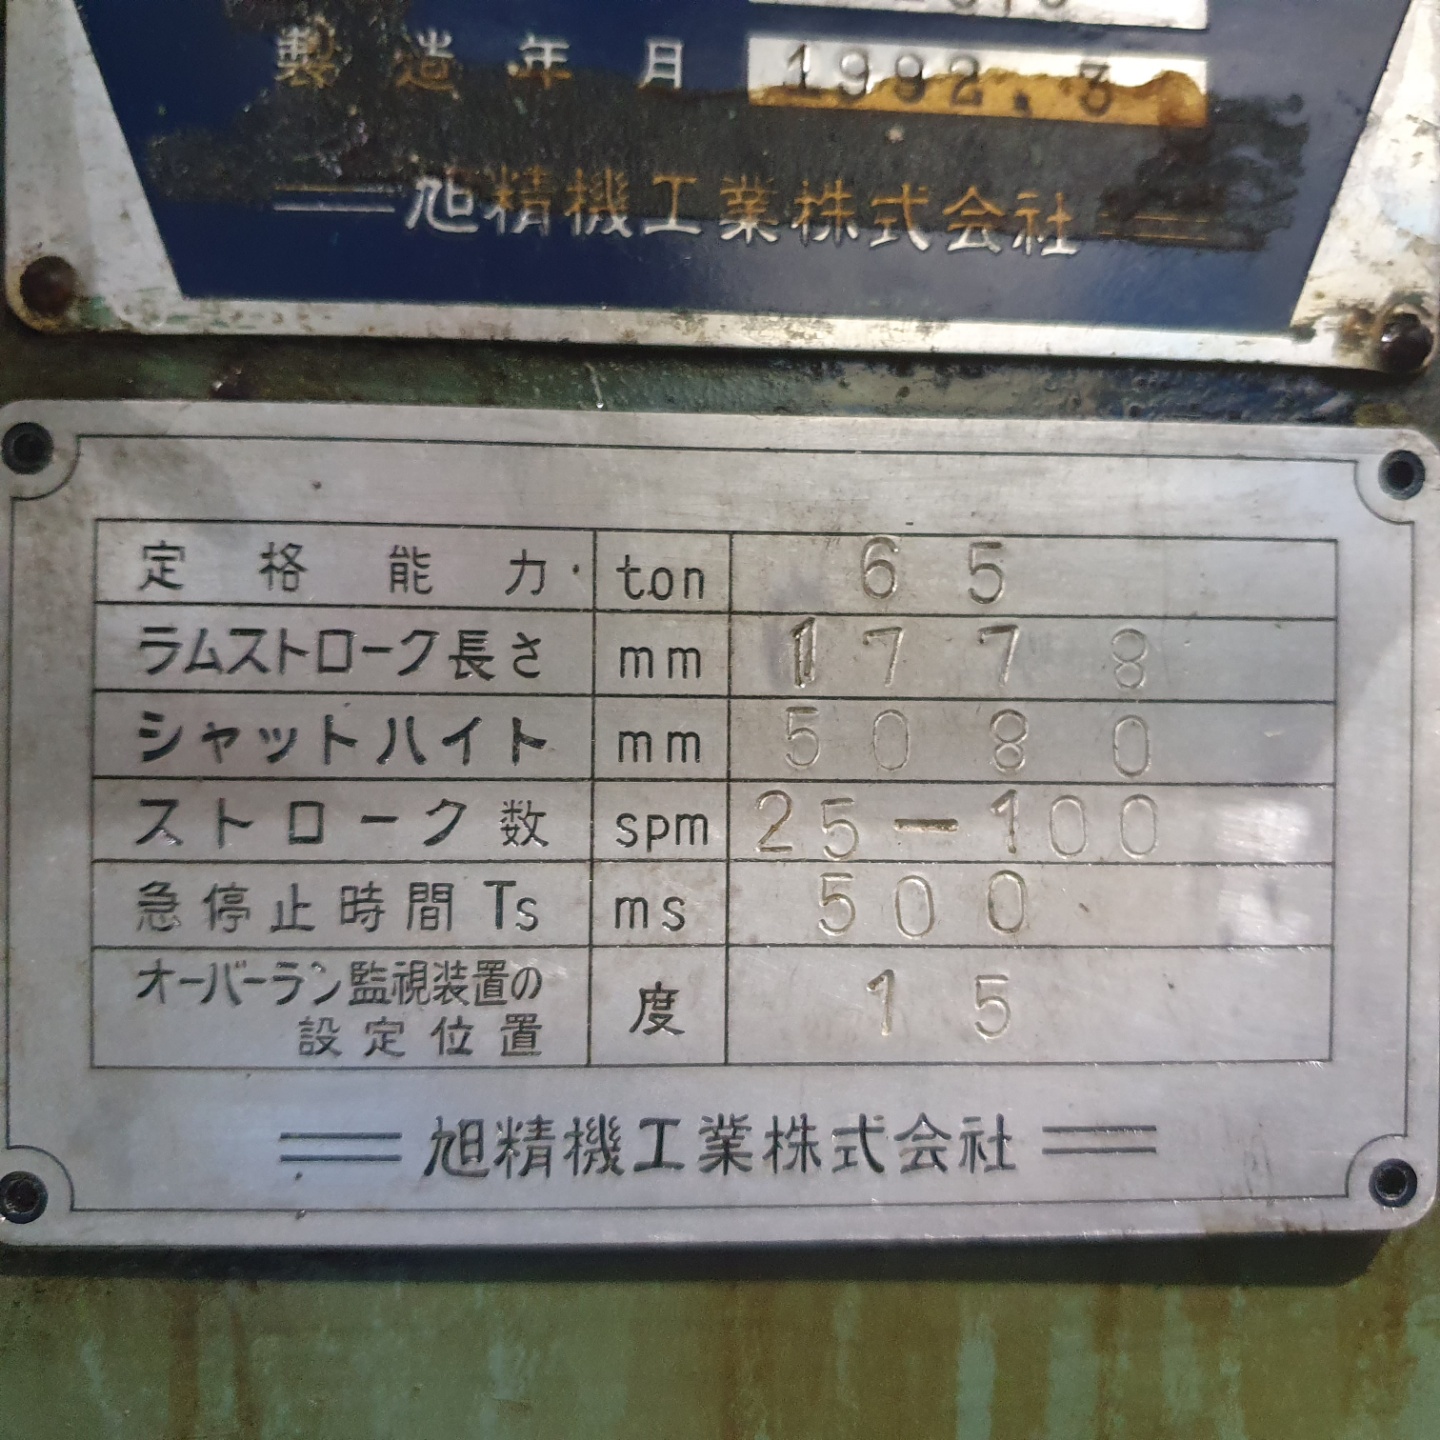 製造年月 1992.3
旭精機工業株式会社
定格能力 ton 65
ラムストローク長さ mm 1778
シャットハイト mm 5080
ストローク数 spm 25-100
急停止時間 Ts ms 500
オーバーラン監視装置の
設定位置 度 15
旭精機工業株式会社